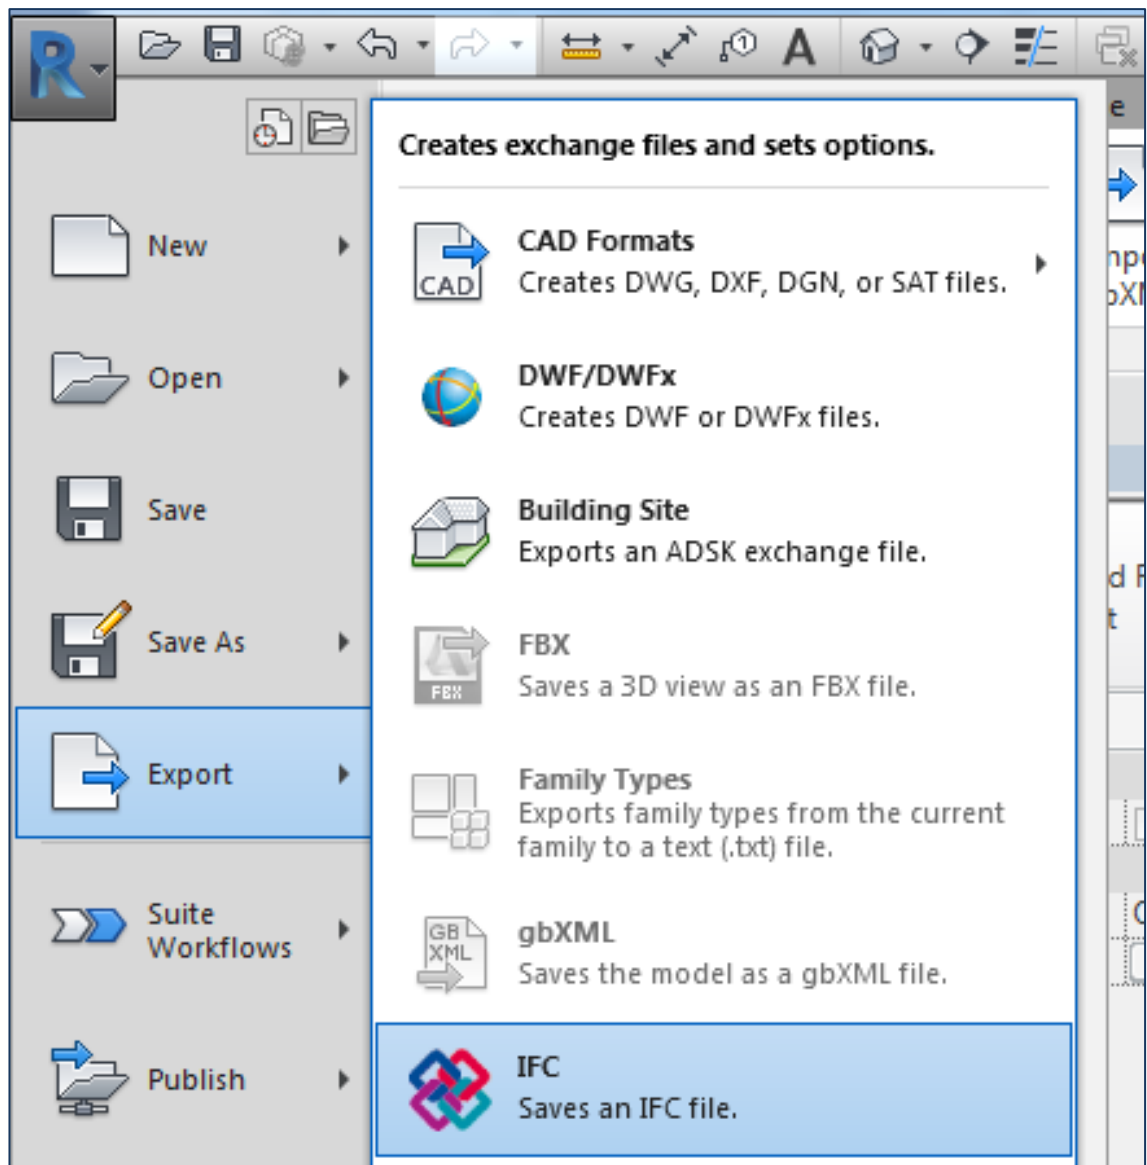 New
Open
Save
Save As
Export
Suite
Workflows
Publish
Creates exchange files and sets options.
CAD
CAD Formats
Creates DWG, DXF, DGN, or SAT files.
DWF/DWFx
Creates DWF or DWFx files.
Building Site
Exports an ADSK exchange file.
FBX
FBX
Saves a 3D view as an FBX file.
Family Types
Exports family types from the current
family to a text (.txt) file.
GB
XML
gbXML
Saves the model as a gbXML file.
IFC
Saves an IFC file.